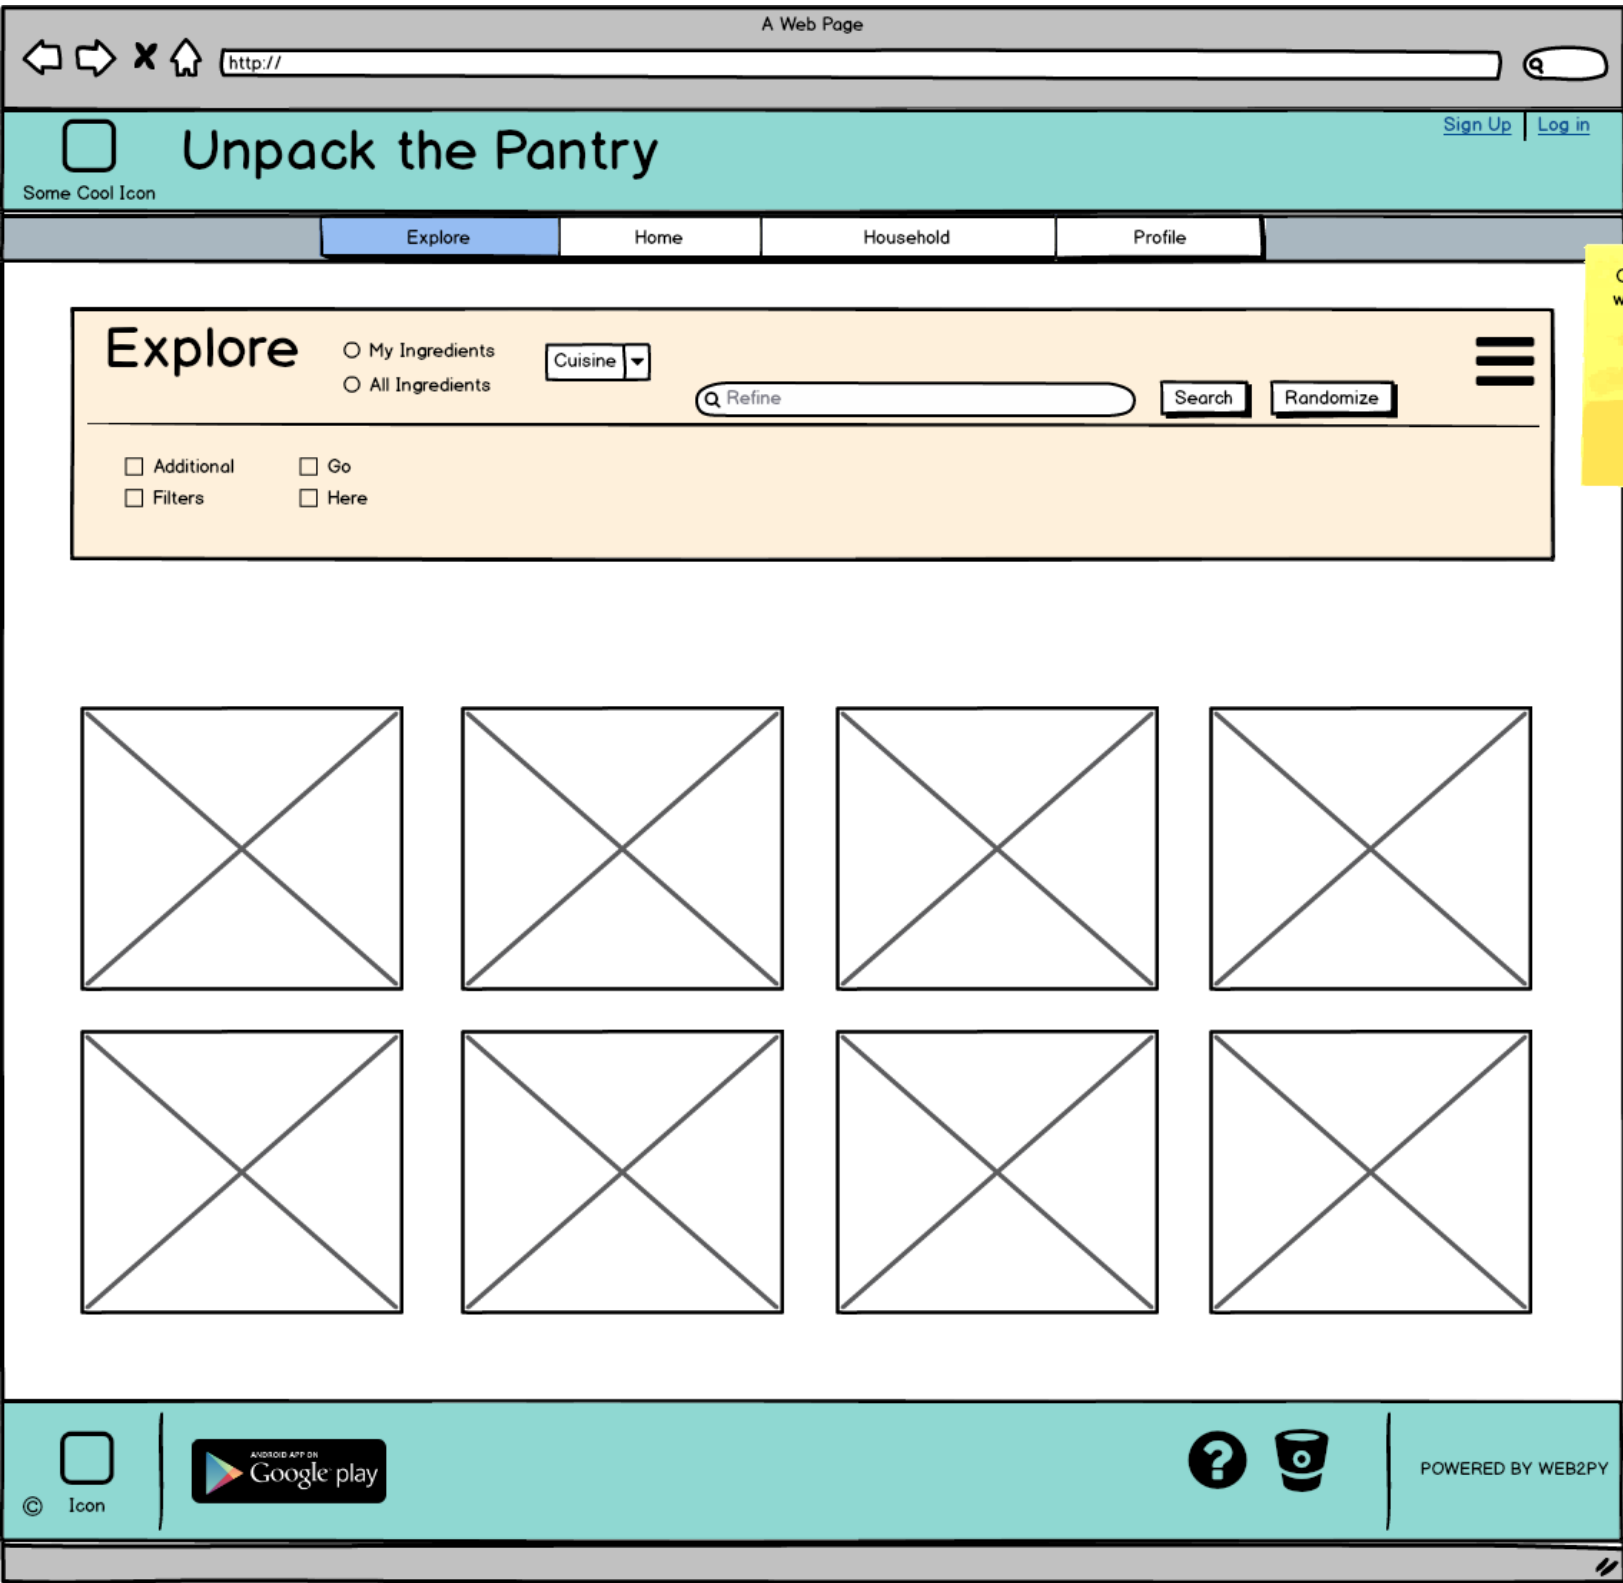 A Web Page
http://
Sign Up
Log in
Unpack the Pantry
Some Cool Icon
Explore
Home
Household
Profile
Explore
My Ingredients
All Ingredients
Cuisine
Refine
Search
Randomize
Additional
Go
Filters
Here
ANDROID APP ON
Google play
POWERED BY WEB2PY
© Icon